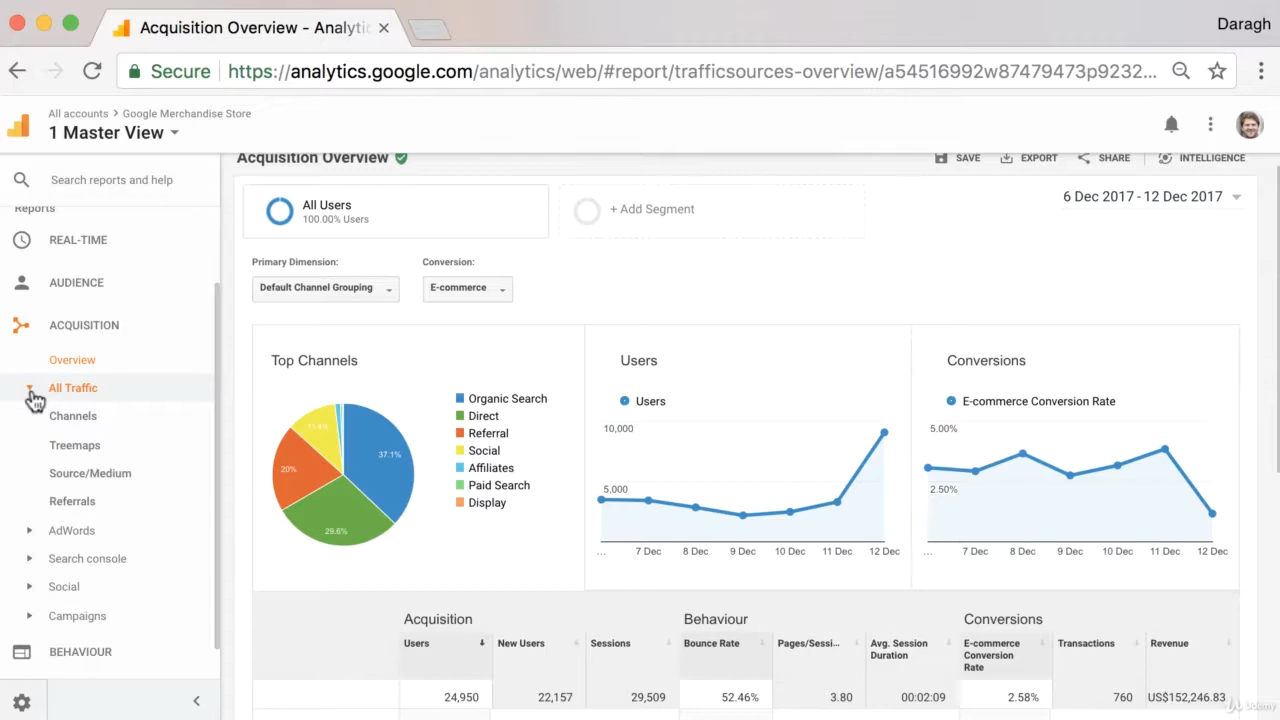 Acquisition Overview - Analytic
Daragh
Secure
https://analytics.google.com/analytics/web/#report/trafficsources-overview/a54516992w87479473p9232...
All accounts > Google Merchandise Store
1 Master View
Search reports and help
Reports
REAL-TIME
AUDIENCE
ACQUISITION
Overview
All Traffic
Channels
Treemaps
Source/Medium
Referrals
AdWords
Search console
Social
Campaigns
BEHAVIOUR
Acquisition Overview
SAVE EXPORT SHARE INTELLIGENCE
All Users
100.00% Users
+ Add Segment
6 Dec 2017 - 12 Dec 2017
Primary Dimension: Conversion:
Default Channel Grouping E-commerce
Top Channels
37.1%
29.6%
20%
11.4%
Organic Search
Direct
Referral
Social
Affiliates
Paid Search
Display
Users
Users
10,000
5,000
... 7 Dec 8 Dec 9 Dec 10 Dec 11 Dec 12 Dec
Conversions
E-commerce Conversion Rate
5.00%
2.50%
... 7 Dec 8 Dec 9 Dec 10 Dec 11 Dec 12 Dec
Acquisition Behaviour Conversions
Users New Users Sessions Bounce Rate Pages/Sessi... Avg. Session Duration E-commerce Conversion Rate Transactions Revenue
24,950 22,157 29,509 52.46% 3.80 00:02:09 2.58% 760 US$152,246.83
Udemy